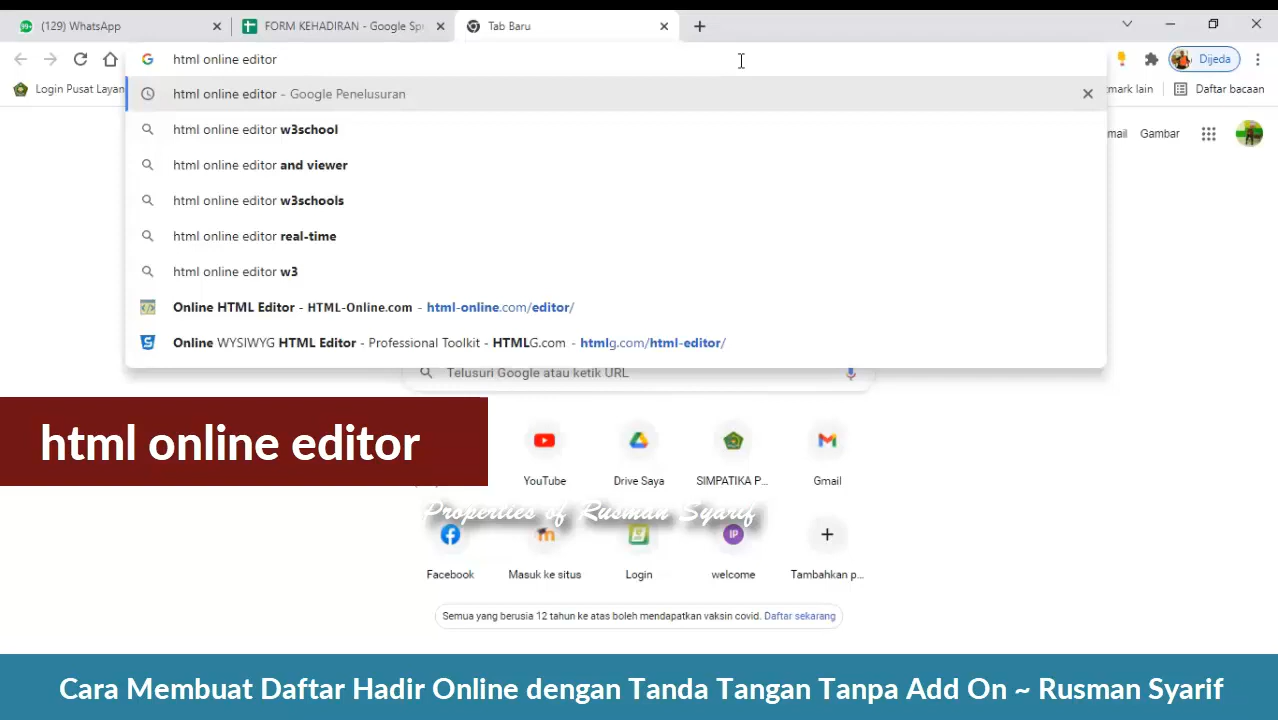 (129) WhatsApp
FORM KEHADIRAN - Google Spr
Tab Baru
html online editor
Dijeda
Login Pusat Layan
mark lain
Daftar bacaan
html online editor - Google Penelusuran
html online editor w3school
mail
Gambar
html online editor and viewer
html online editor w3schools
html online editor real-time
html online editor w3
Online HTML Editor - HTML-Online.com - html-online.com/editor/
Online WYSIWYG HTML Editor - Professional Toolkit - HTMLG.com - htmlg.com/html-editor/
Telusuri Google atau ketik URL
html online editor
YouTube
Drive Saya
SIMPATIKA P...
Gmail
Properties of Rusman Syarif
Facebook
Masuk ke situs
Login
welcome
Tambahkan p...
Semua yang berusia 12 tahun ke atas boleh mendapatkan vaksin covid. Daftar sekarang
Cara Membuat Daftar Hadir Online dengan Tanda Tangan Tanpa Add On ~ Rusman Syarif